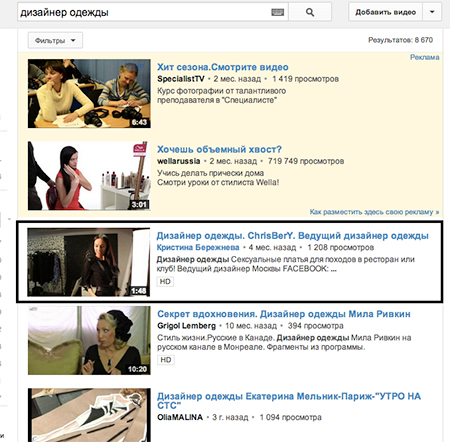 дизайнер одежды
Добавить видео
Фильтры
Результатов: 8 670
Реклама
Хит сезона.Смотрите видео
SpecialistTV • 2 мес. назад • 1 419 просмотров
Курс фотографии от талантливого
преподавателя в "Специалисте"
6:43
Хочешь объемный хвост?
wellarussia • 2 мес. назад • 719 749 просмотров
Учись делать прически дома
Смотри уроки от стилиста Wella!
3:01
Как разместить здесь свою рекламу »
Дизайнер одежды. ChrisBerY. Ведущий дизайнер одежды
Кристина Бережнева • 4 мес. назад • 1 208 просмотров
Дизайнер одежды Сексуальные платья для походов в ресторан или
клуб! Ведущий дизайнер Москвы FACEBOOK: ...
HD
1:48
Секрет вдохновения. Дизайнер одежды Мила Ривкин
Grigol Lemberg • 10 мес. назад • 394 просмотра
Стиль жизни.Русские в Канаде. Дизайнер одежды Мила Ривкин на
русском канале в Монреале. Фрагменты из программы.
HD
10:20
Дизайнер одежды Екатерина Мельник-Париж-"УТРО НА
СТС"
OliaMALINA • 3 г. назад • 1 094 просмотра